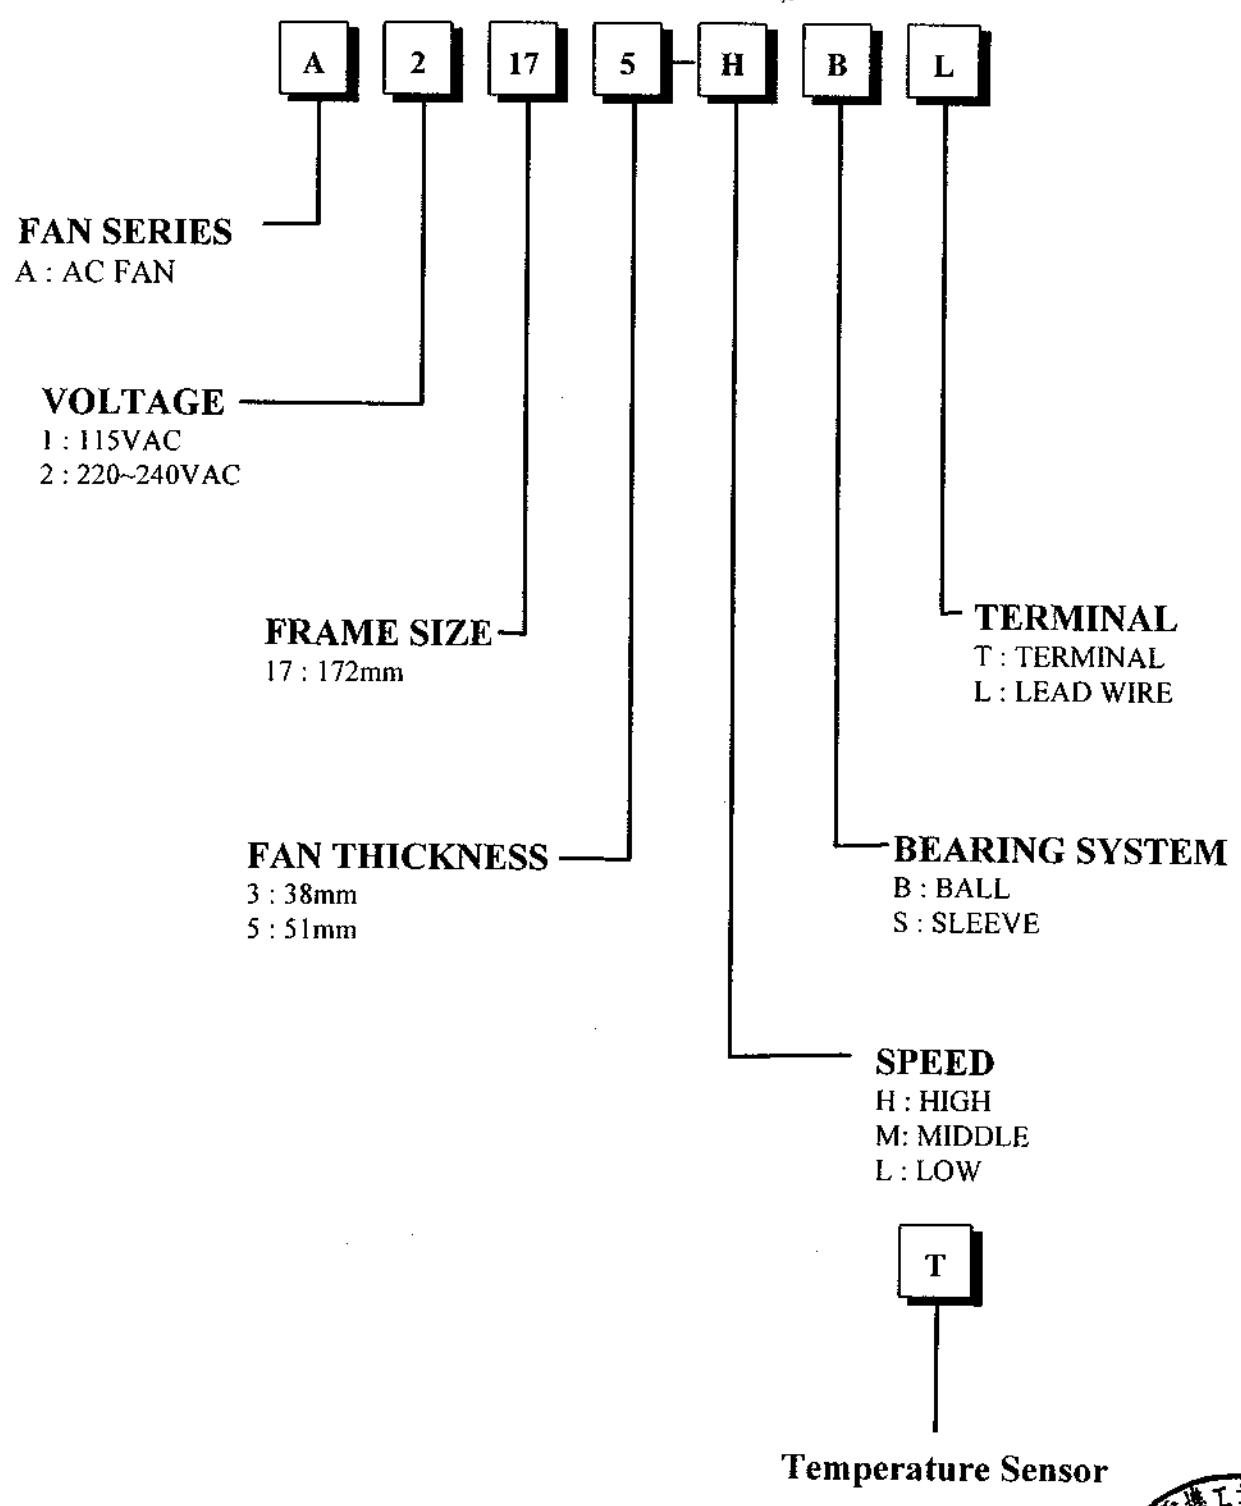 A 2 17 5 - H B L
FAN SERIES
A : AC FAN
VOLTAGE
1 : 115VAC
2 : 220~240VAC
FRAME SIZE
17 : 172mm
TERMINAL
T : TERMINAL
L : LEAD WIRE
FAN THICKNESS
3 : 38mm
5 : 51mm
BEARING SYSTEM
B : BALL
S : SLEEVE
SPEED
H : HIGH
M: MIDDLE
L : LOW
T
Temperature Sensor